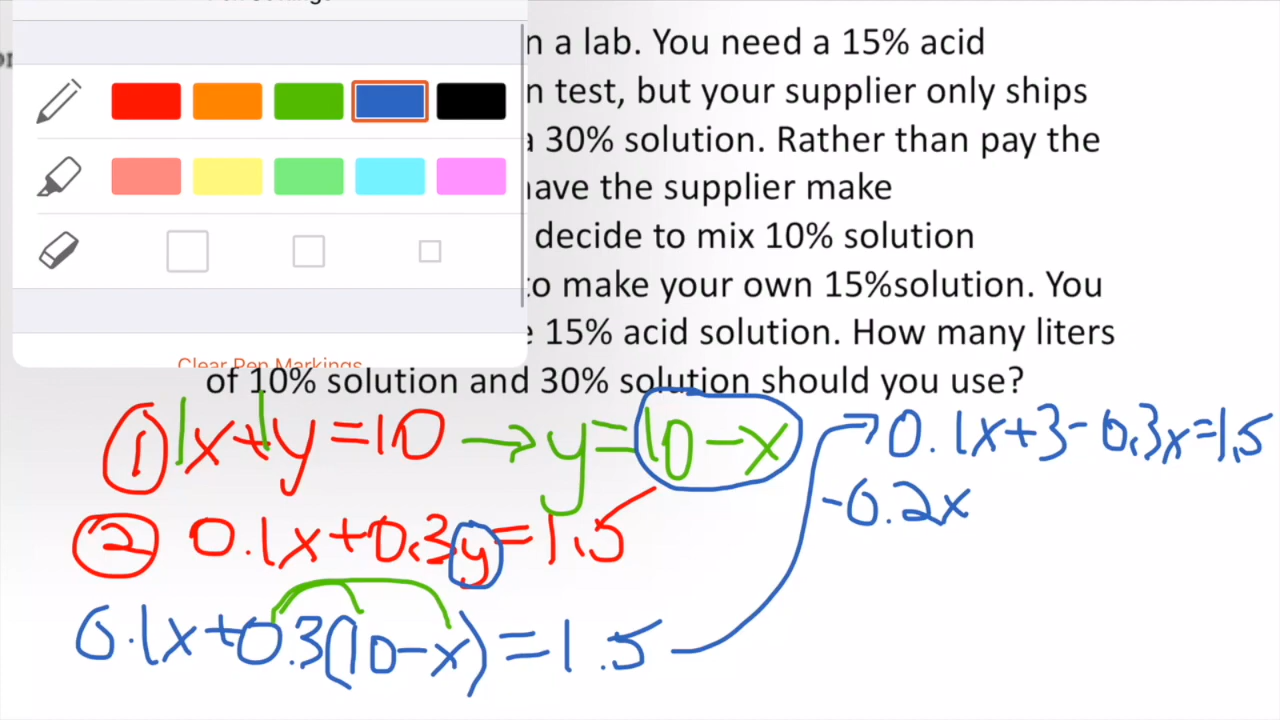 n a lab. You need a 15% acid
n test, but your supplier only ships
a 30% solution. Rather than pay the
have the supplier make
decide to mix 10% solution
to make your own 15%solution. You
e 15% acid solution. How many liters
Clear Pen Markings
of 10% solution and 30% solution should you use?
① 1x+1y=10 → y=10-x
② 0.1x+0.3y=1.5
0.1x+0.3(10-x)=1.5
→ 0.1x+3-0.3x=1.5
-0.2x